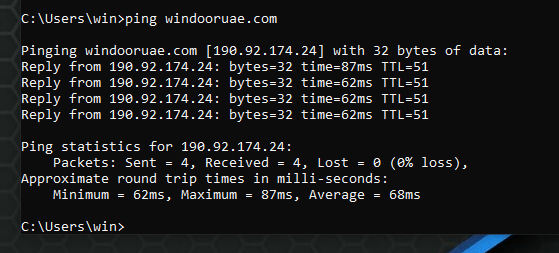 C:\Users\win>ping windooruae.com
Pinging windooruae.com [190.92.174.24] with 32 bytes of data:
Reply from 190.92.174.24: bytes=32 time=87ms TTL=51
Reply from 190.92.174.24: bytes=32 time=62ms TTL=51
Reply from 190.92.174.24: bytes=32 time=62ms TTL=51
Reply from 190.92.174.24: bytes=32 time=62ms TTL=51
Ping statistics for 190.92.174.24:
    Packets: Sent = 4, Received = 4, Lost = 0 (0% loss),
Approximate round trip times in milli-seconds:
    Minimum = 62ms, Maximum = 87ms, Average = 68ms
C:\Users\win>